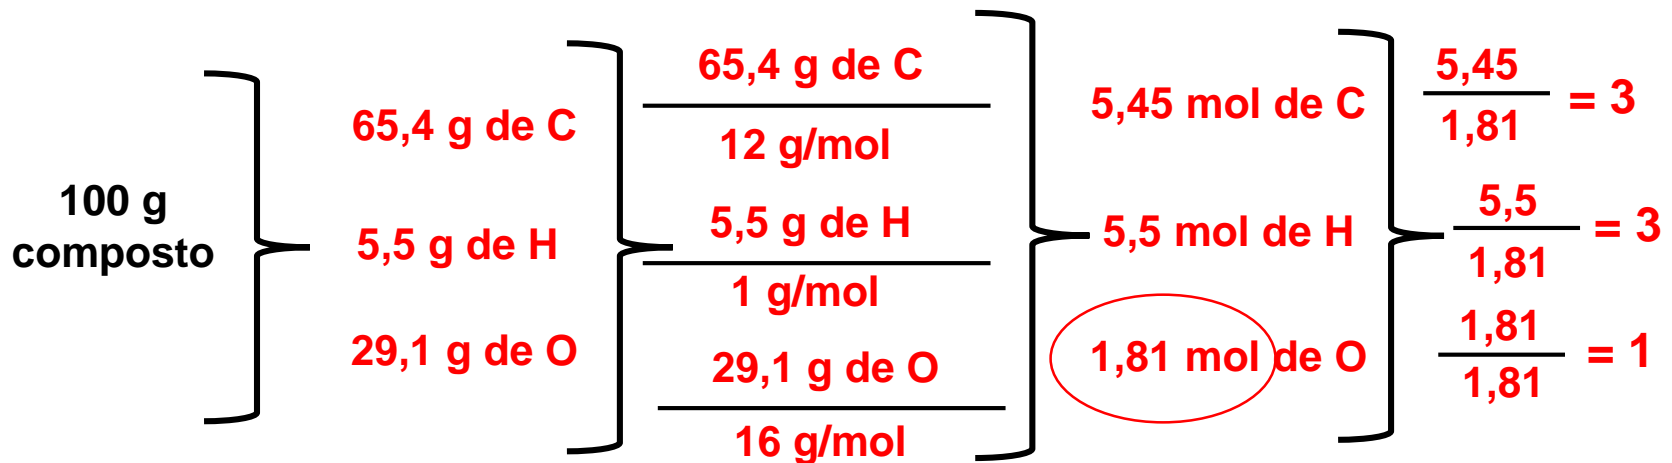 100 g
composto
65,4 g de C
5,5 g de H
29,1 g de O
65,4 g de C
12 g/mol
5,5 g de H
1 g/mol
29,1 g de O
16 g/mol
5,45 mol de C
5,5 mol de H
1,81 mol de O
5,45
1,81
= 3
5,5
1,81
= 3
1,81
1,81
= 1